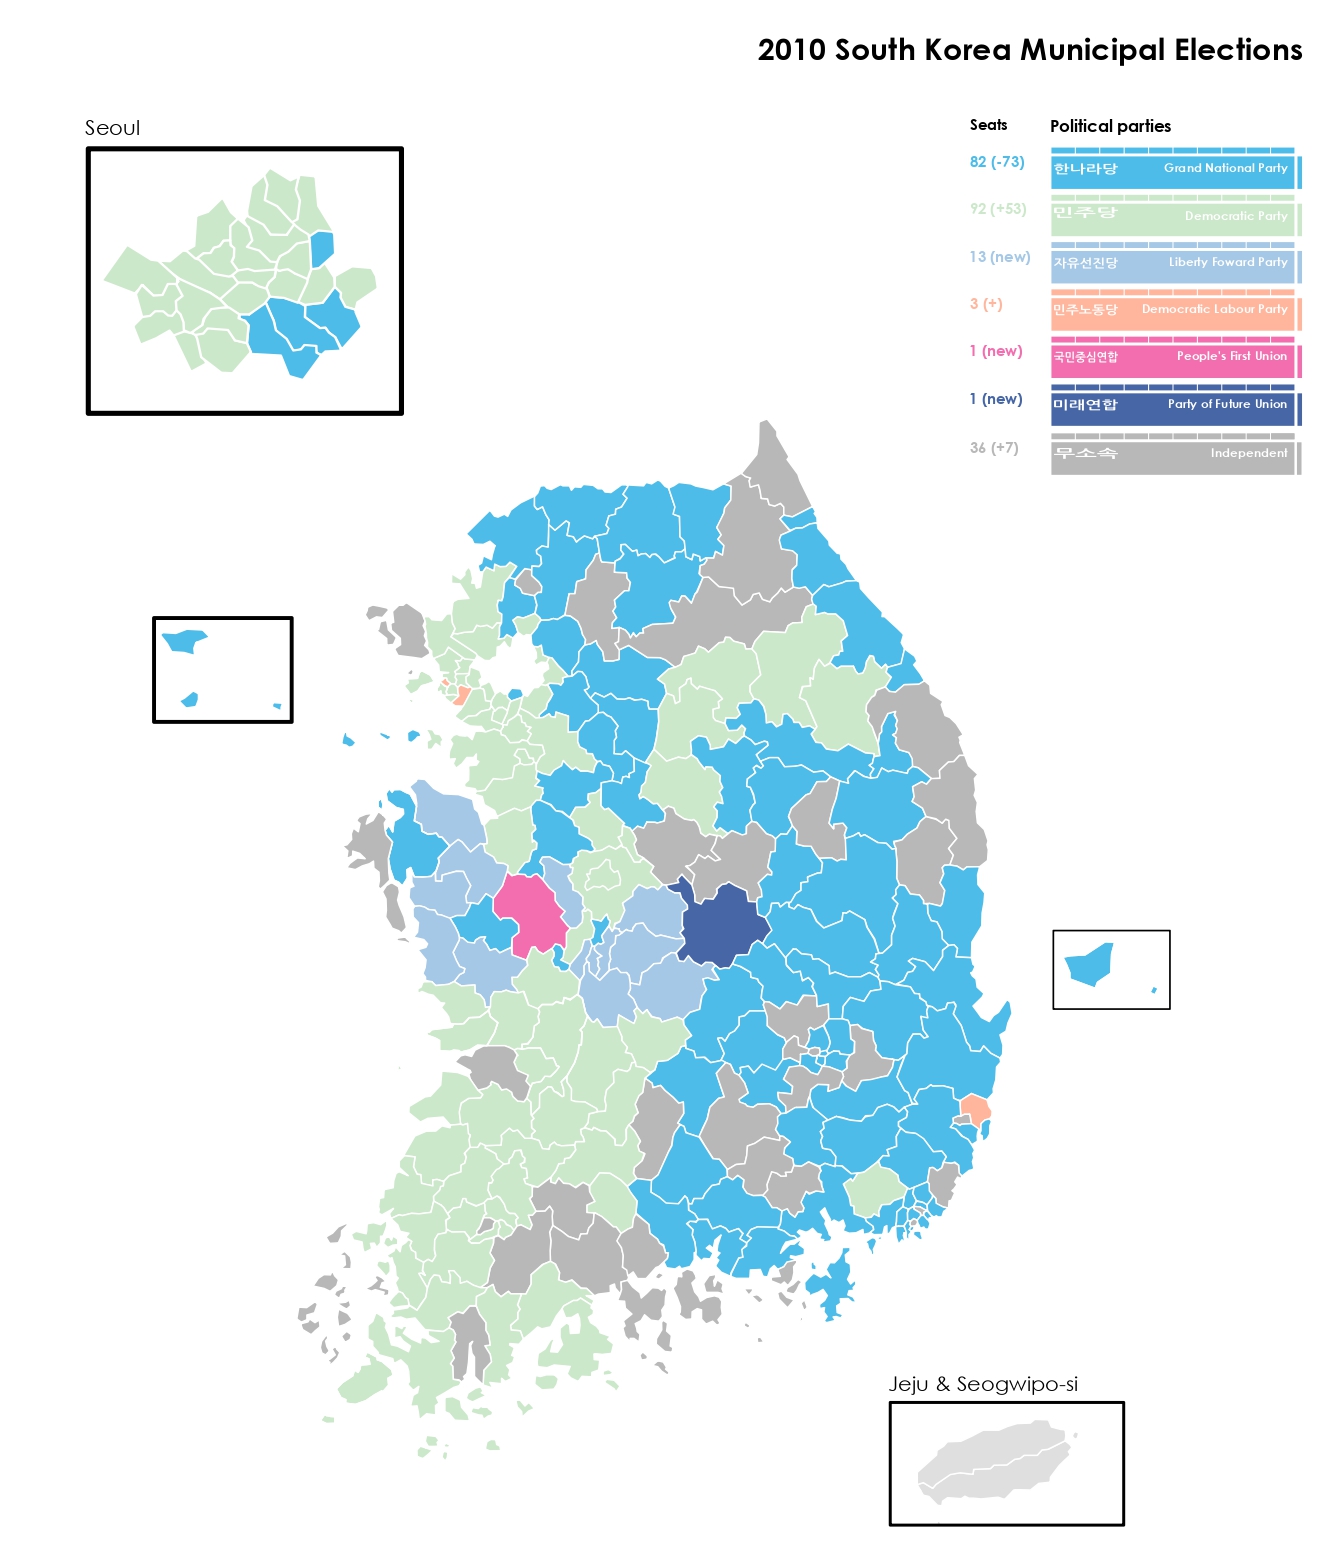 2010 South Korea Municipal Elections
Seoul
Seats Political parties
82 (-73) 한나라당 Grand National Party
92 (+53) 민주당 Democratic Party
13 (new) 자유선진당 Liberty Foward Party
3 (+) 민주노동당 Democratic Labour Party
1 (new) 국민중심연합 People's First Union
1 (new) 미래연합 Party of Future Union
36 (+7) 무소속 Independent
Jeju & Seogwipo-si